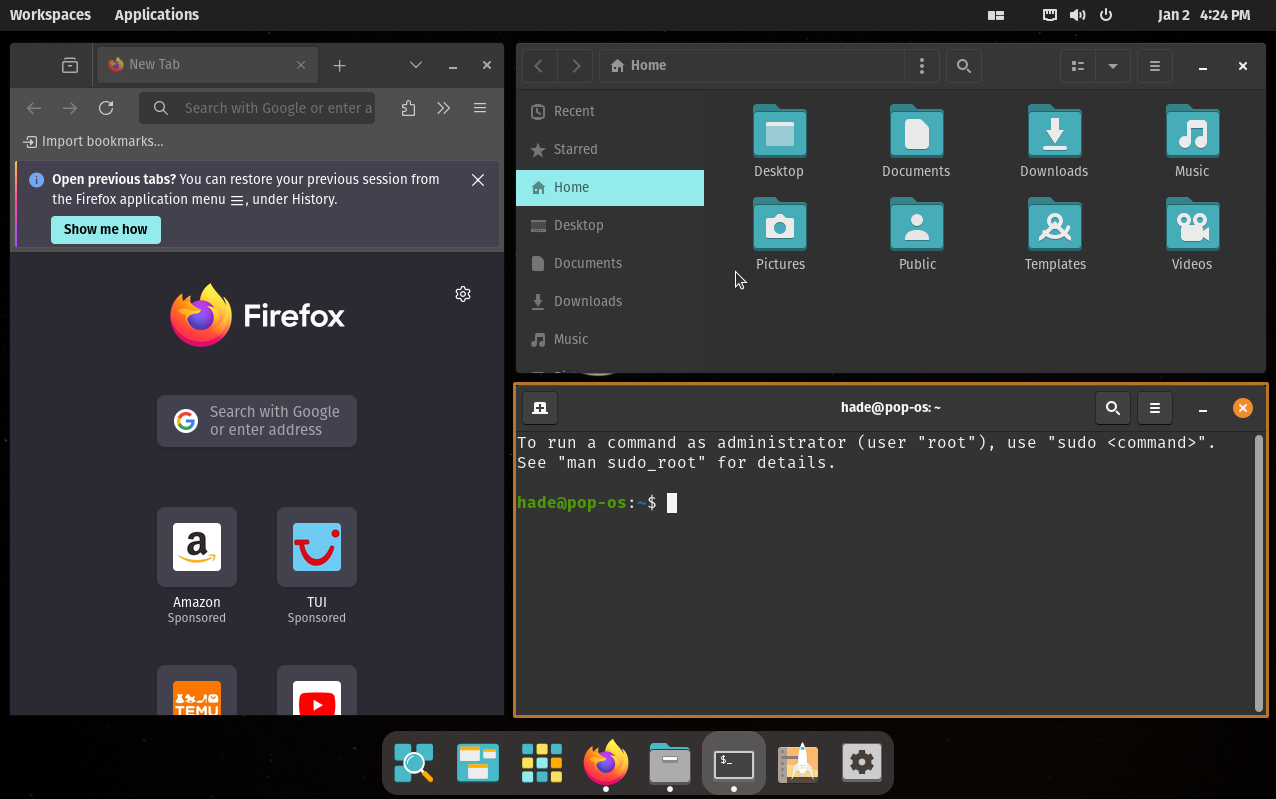 Workspaces Applications Jan 2 4:24 PM
New Tab
Search with Google or enter a
Import bookmarks...
Open previous tabs? You can restore your previous session from
the Firefox application menu ☰, under History.
Show me how
Firefox
Search with Google
or enter address
Amazon
Sponsored
TUI
Sponsored
TEMU
Home
Recent
Starred
Home
Desktop
Documents
Downloads
Music
Desktop Documents Downloads Music
Pictures Public Templates Videos
hade@pop-os: ~
To run a command as administrator (user "root"), use "sudo <command>".
See "man sudo_root" for details.
hade@pop-os:~$
$_